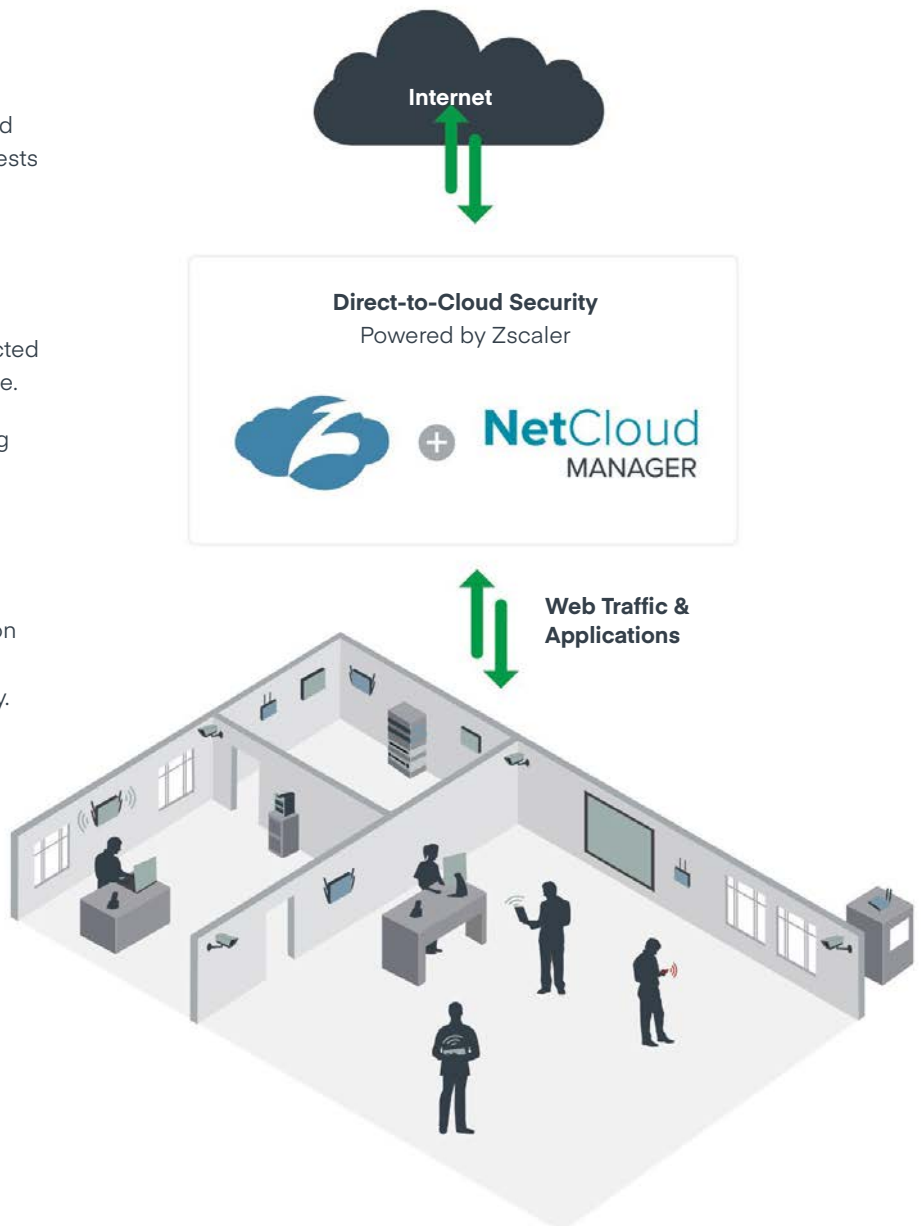 Internet
d
ests
Direct-to-Cloud Security
Powered by Zscaler
cted
e.
g
NetCloud
MANAGER
Web Traffic &
Applications
on
y.